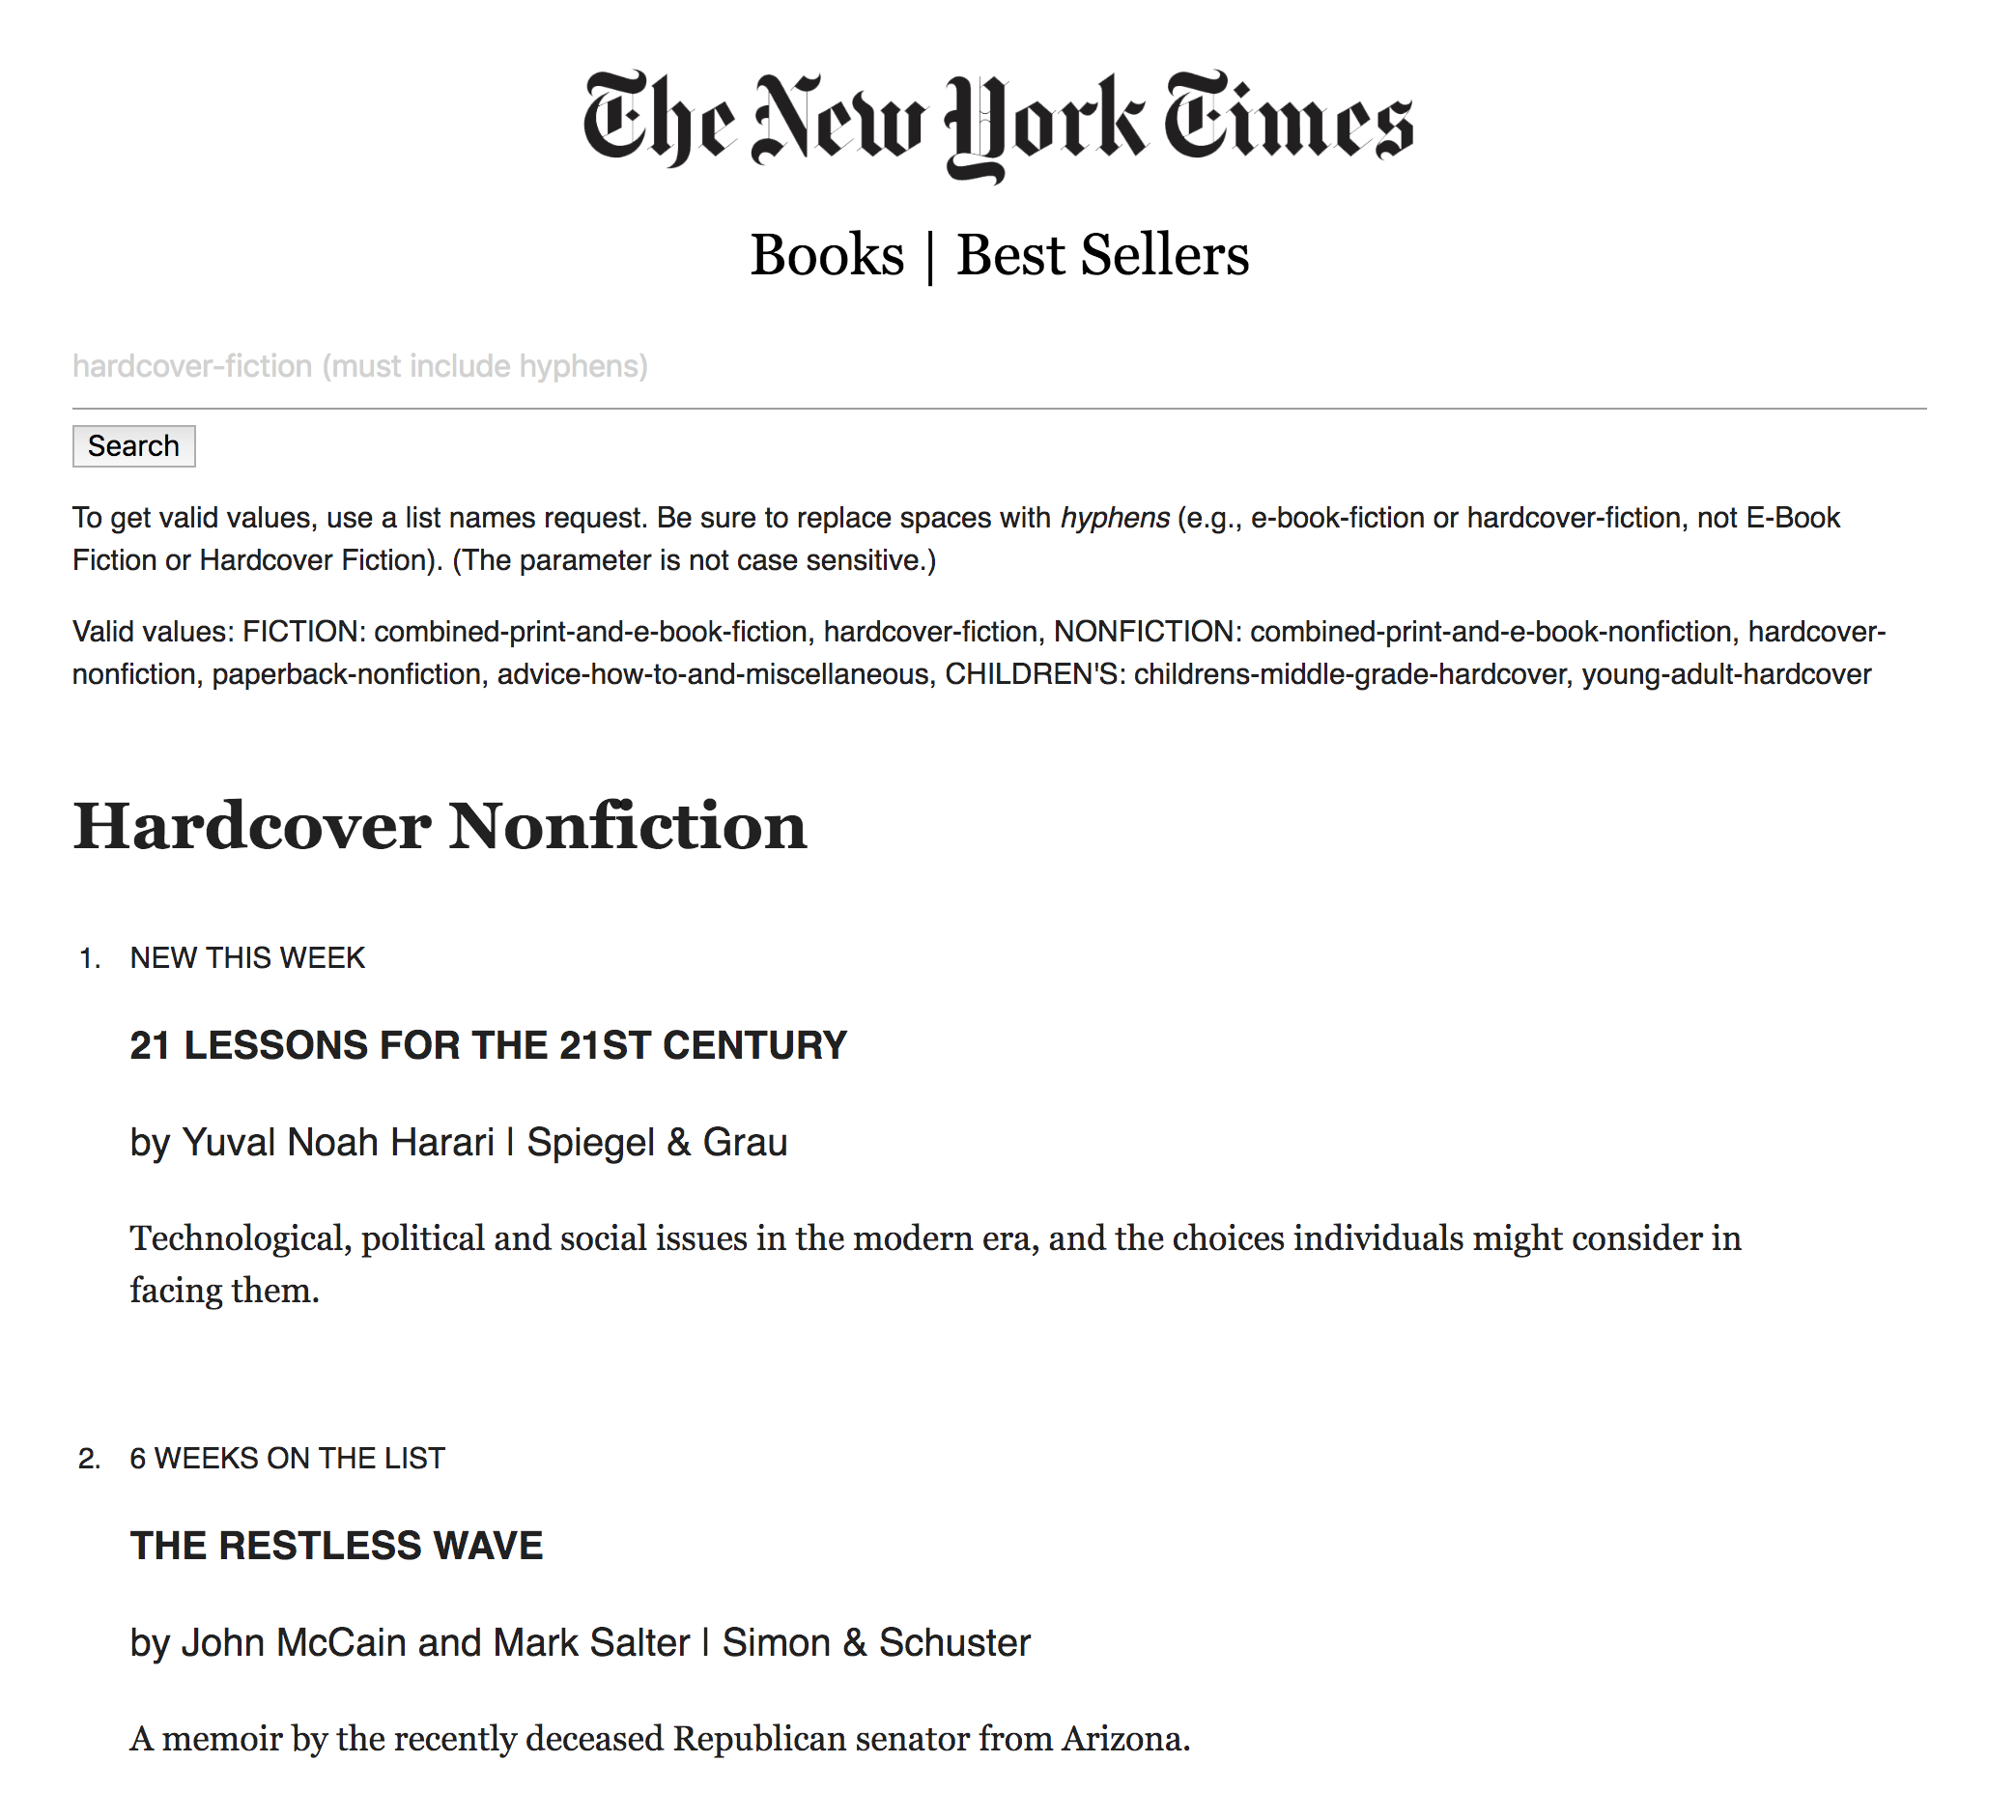 The New York Times
Books | Best Sellers
hardcover-fiction (must include hyphens)
Search
To get valid values, use a list names request. Be sure to replace spaces with hyphens (e.g., e-book-fiction or hardcover-fiction, not E-Book
Fiction or Hardcover Fiction). (The parameter is not case sensitive.)
Valid values: FICTION: combined-print-and-e-book-fiction, hardcover-fiction, NONFICTION: combined-print-and-e-book-nonfiction, hardcover-
nonfiction, paperback-nonfiction, advice-how-to-and-miscellaneous, CHILDREN'S: childrens-middle-grade-hardcover, young-adult-hardcover
Hardcover Nonfiction
1. NEW THIS WEEK
21 LESSONS FOR THE 21ST CENTURY
by Yuval Noah Harari | Spiegel & Grau
Technological, political and social issues in the modern era, and the choices individuals might consider in
facing them.
2. 6 WEEKS ON THE LIST
THE RESTLESS WAVE
by John McCain and Mark Salter | Simon & Schuster
A memoir by the recently deceased Republican senator from Arizona.